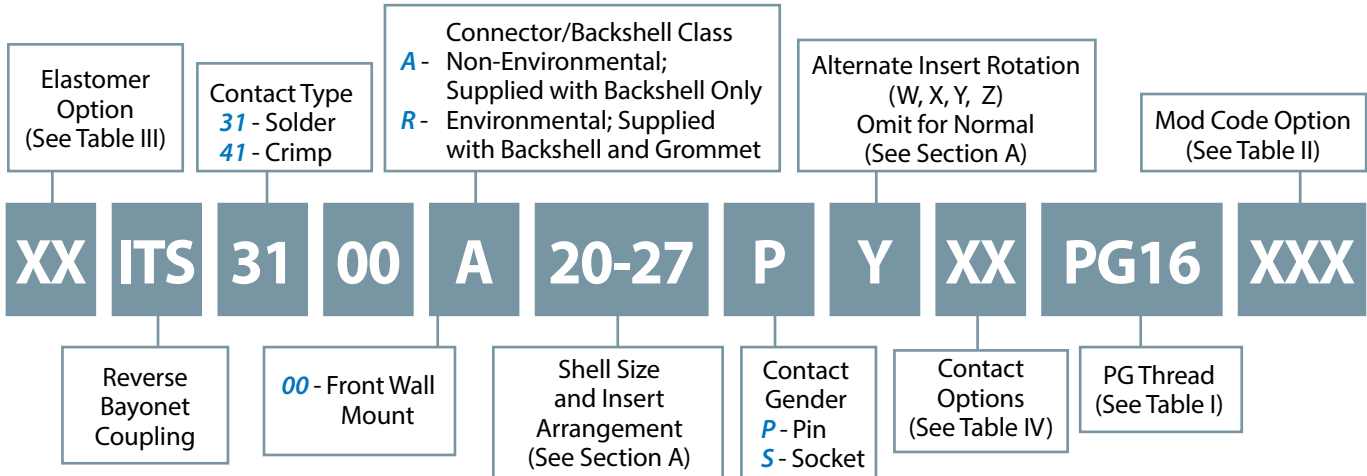 Elastomer
Option
(See Table III)
Contact Type
31 - Solder
41 - Crimp
Connector/Backshell Class
A - Non-Environmental;
Supplied with Backshell Only
R - Environmental; Supplied
with Backshell and Grommet
Alternate Insert Rotation
(W, X, Y, Z)
Omit for Normal
(See Section A)
Mod Code Option
(See Table II)
XX ITS 31 00 A 20-27 P Y XX PG16 XXX
Reverse
Bayonet
Coupling
00 - Front Wall
Mount
Shell Size
and Insert
Arrangement
(See Section A)
Contact
Gender
P - Pin
S - Socket
Contact
Options
(See Table IV)
PG Thread
(See Table I)